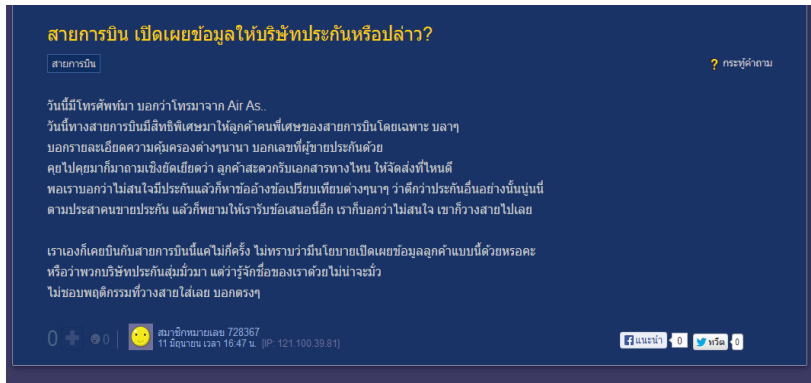 สายการบิน เปิดเผยข้อมูลให้บริษัทประกันหรือปล่าว?
สายการบิน
? กระทู้คำถาม
วันนี้มีโทรศัพท์มา บอกว่าโทรมาจาก Air As..
วันนี้ทางสายการบินมีสิทธิพิเศษมาให้ลูกค้าคนพี่เศษของสายการบินโดยเฉพาะ บลาๆ
บอกรายละเอียดความคุ้มครองต่างๆนานา บอกเลขที่ผู้ขายประกันด้วย
คุยไปคุยมาก็มาถามเชิงยัดเยียดว่า ลูกค้าสะดวกรับเอกสารทางไหน ให้จัดส่งที่ไหนดี
พอเราบอกว่าไม่สนใจมีประกันแล้วก็หาข้ออ้างข้อเปรียบเทียบต่างๆนาๆ ว่าดีกว่าประกันอื่นอย่างนั้นนู่นนี่
ตามประสาคนขายประกัน แล้วก็พยามให้เรารับข้อเสนอนี้อีก เราก็บอกว่าไม่สนใจ เขาก็วางสายไปเลย
เราเองก็เคยบินกับสายการบินนี้แค่ไม่กี่ครั้ง ไม่ทราบว่ามีนโยบายเปิดเผยข้อมูลลูกค้าแบบนี้ด้วยหรอคะ
หรือว่าพวกบริษัทประกันสุ่มมั่วมา แต่ว่ารู้จักชื่อของเราด้วยไม่น่าจะมั่ว
ไม่ชอบพฤติกรรมที่วางสายใส่เลย บอกตรงๆ
0 0 สมาชิกหมายเลข 728367
11 มิถุนายน เวลา 16:47 น. [IP: 121.100.39.81]
แนะนำ 0 ทวีต 0